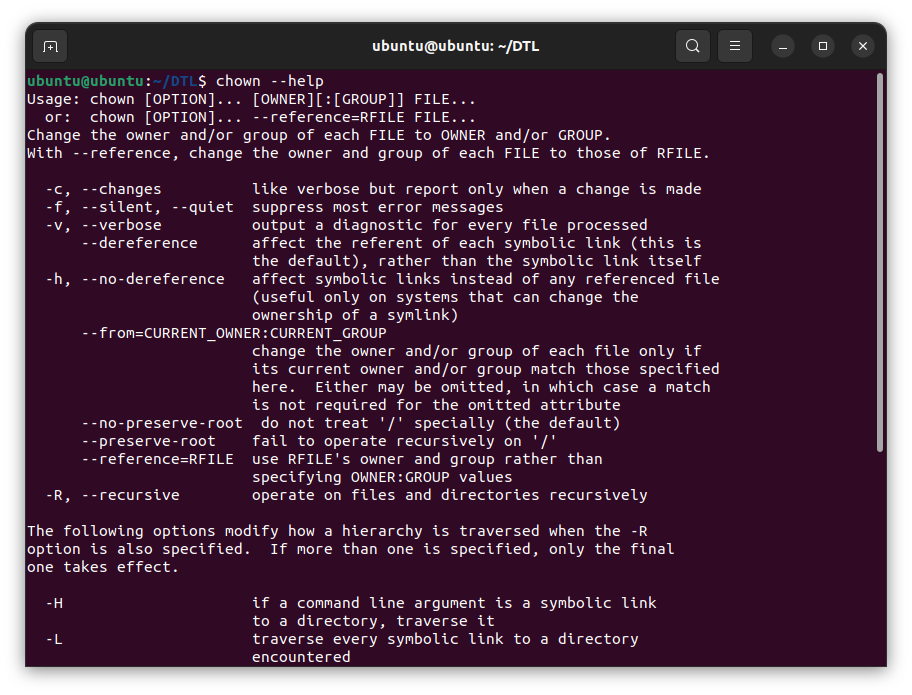 ubuntu@ubuntu: ~/DTL
ubuntu@ubuntu:~/DTL$ chown --help
Usage: chown [OPTION]... [OWNER][:[GROUP]] FILE...
  or:  chown [OPTION]... --reference=RFILE FILE...
Change the owner and/or group of each FILE to OWNER and/or GROUP.
With --reference, change the owner and group of each FILE to those of RFILE.

  -c, --changes          like verbose but report only when a change is made
  -f, --silent, --quiet  suppress most error messages
  -v, --verbose          output a diagnostic for every file processed
      --dereference      affect the referent of each symbolic link (this is
                         the default), rather than the symbolic link itself
  -h, --no-dereference   affect symbolic links instead of any referenced file
                         (useful only on systems that can change the
                         ownership of a symlink)
      --from=CURRENT_OWNER:CURRENT_GROUP
                         change the owner and/or group of each file only if
                         its current owner and/or group match those specified
                         here.  Either may be omitted, in which case a match
                         is not required for the omitted attribute
      --no-preserve-root  do not treat '/' specially (the default)
      --preserve-root    fail to operate recursively on '/'
      --reference=RFILE  use RFILE's owner and group rather than
                         specifying OWNER:GROUP values
  -R, --recursive        operate on files and directories recursively

The following options modify how a hierarchy is traversed when the -R
option is also specified.  If more than one is specified, only the final
one takes effect.

  -H                     if a command line argument is a symbolic link
                         to a directory, traverse it
  -L                     traverse every symbolic link to a directory
                         encountered